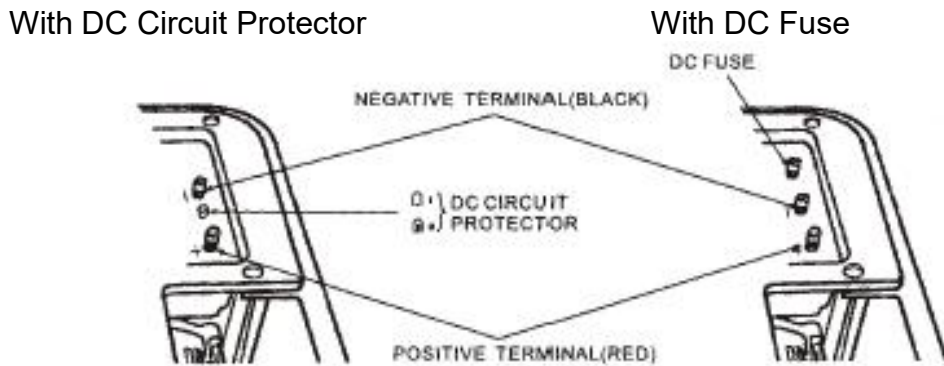 With DC Circuit Protector
With DC Fuse
DC FUSE
NEGATIVE TERMINAL(BLACK)
DC CIRCUIT
PROTECTOR
POSITIVE TERMINAL(RED)